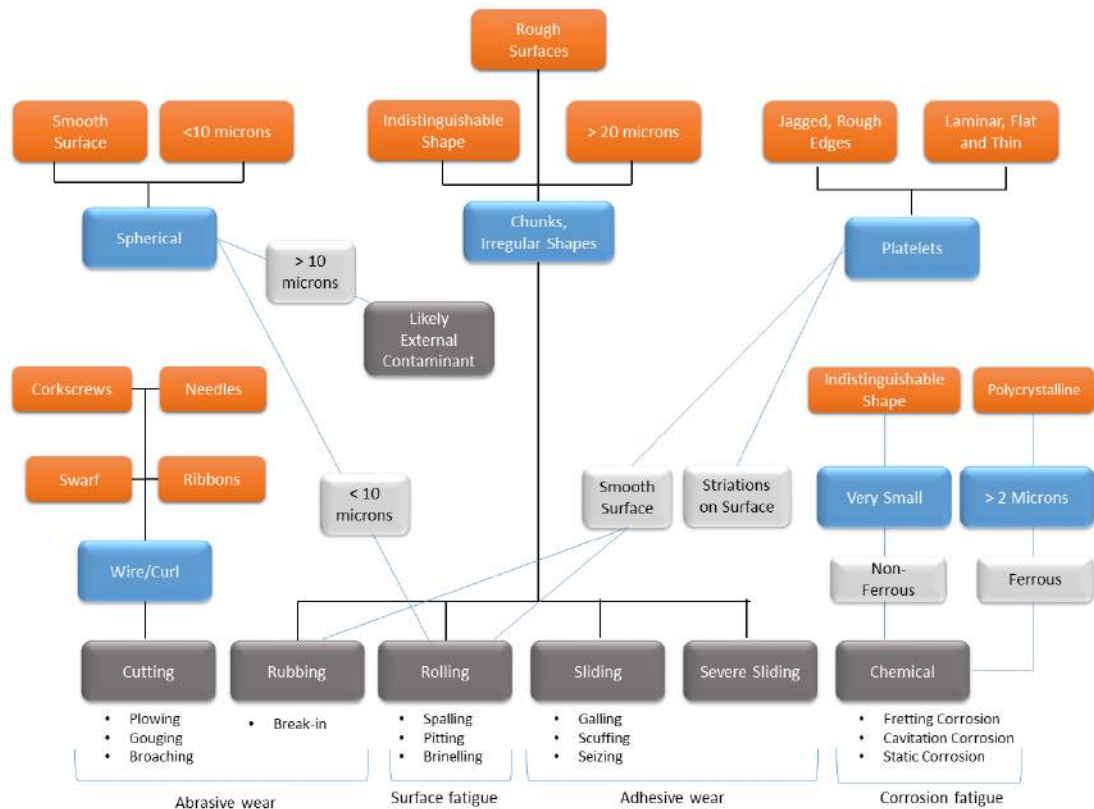 Rough
Surfaces
Smooth
Surface
<10 microns
Indistinguishable
Shape
> 20 microns
Jagged, Rough
Edges
Laminar, Flat
and Thin
Spherical
Chunks,
Irregular Shapes
Platelets
> 10
microns
Likely
External
Contaminant
Corkscrews
Needles
Indistinguishable
Shape
Polycrystalline
Swarf
Ribbons
< 10
microns
Smooth
Surface
Striations
on Surface
Very Small
> 2 Microns
Wire/Curl
Non-
Ferrous
Ferrous
Cutting
Rubbing
Rolling
Sliding
Severe Sliding
Chemical
• Plowing
• Gouging
• Broaching
• Break-in
• Spalling
• Pitting
• Brinelling
• Galling
• Scuffing
• Seizing
• Fretting Corrosion
• Cavitation Corrosion
• Static Corrosion
Abrasive wear
Surface fatigue
Adhesive wear
Corrosion fatigue